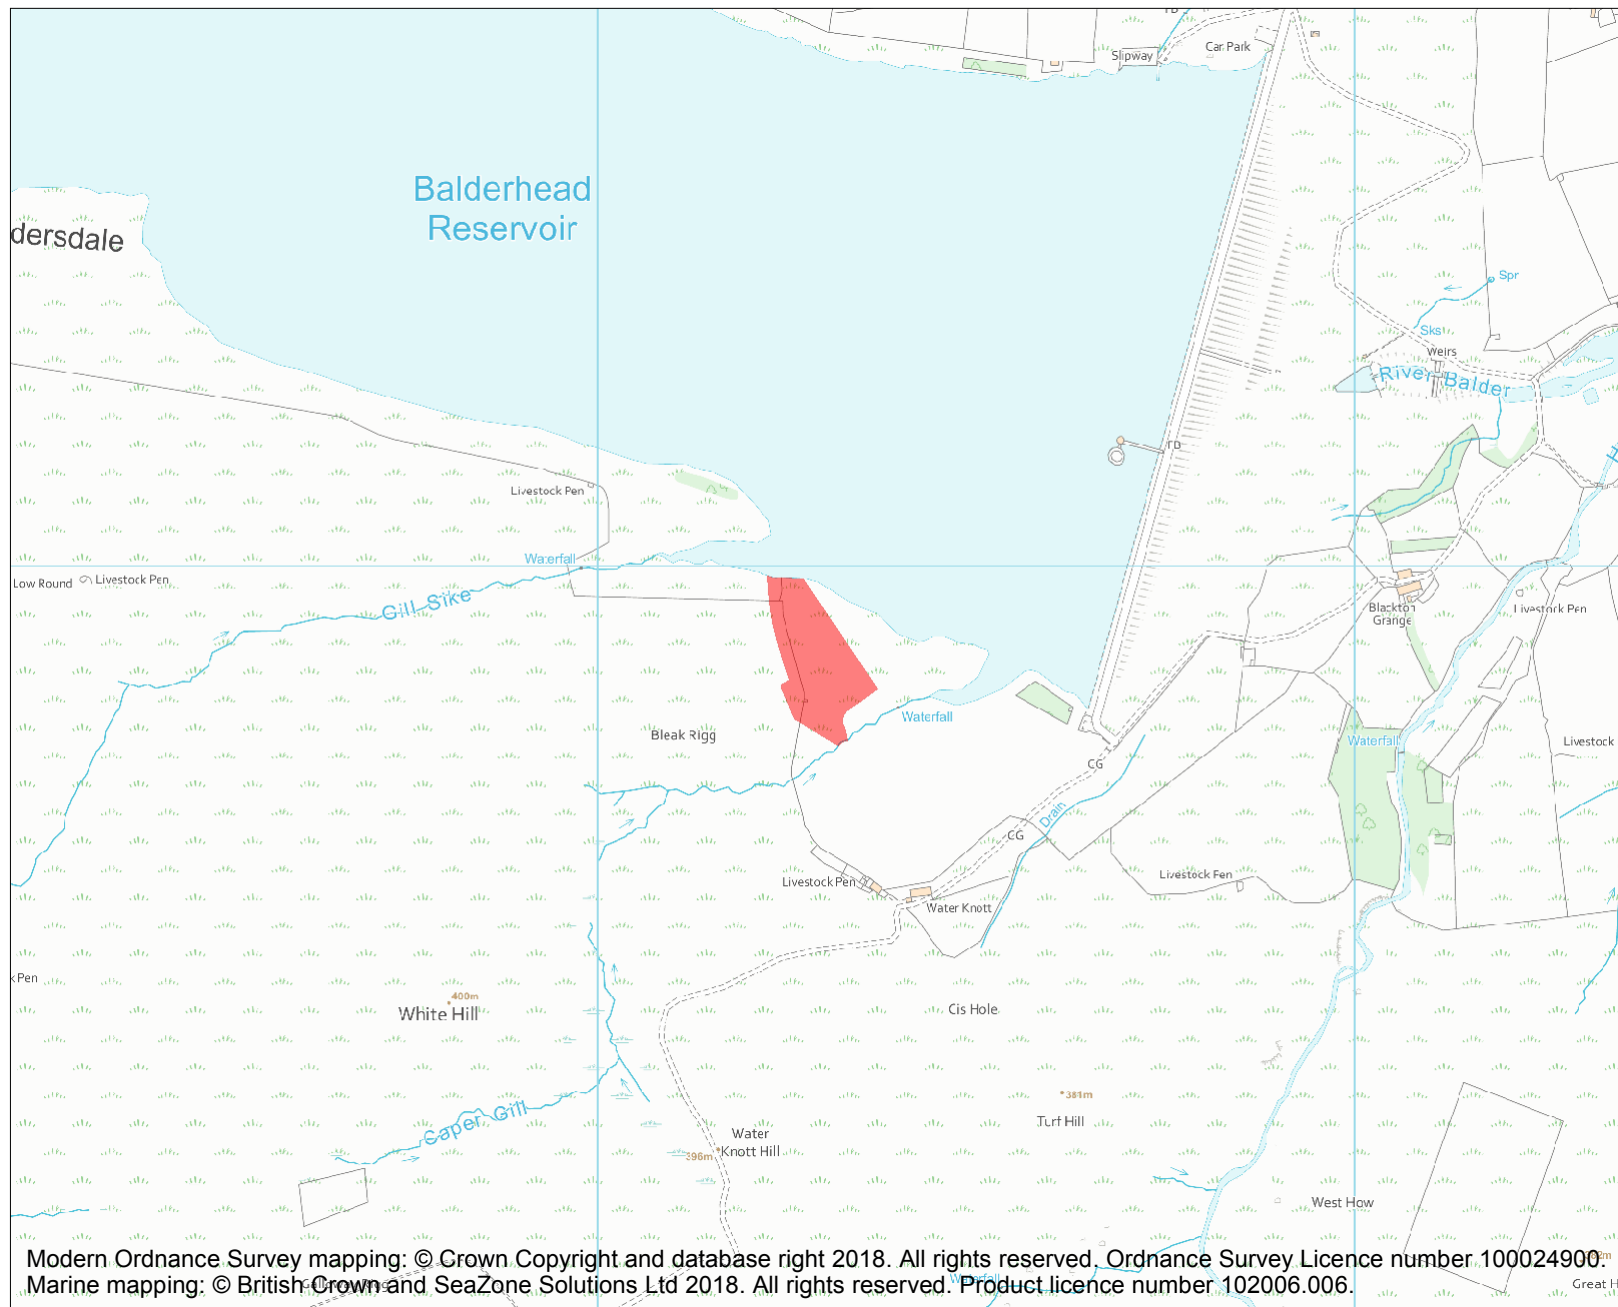 TD
Slipway
Car Park
Balderhead
Reservoir
dersdale
Spr
Sks
Weirs
River Balder
TD
Livestock Pen
Waterfall
Low Round
Livestock Pen
Gill Sike
Blackton
Grange
Livestock Pen
Waterfall
Bleak Rigg
Waterfall
Livestock
CG
Drain
CG
Livestock Pen
Livestock Pen
Water Knott
Pen
400m
White Hill
Cis Hole
381m
Turf Hill
Caper Gill
Water
Knott Hill
396m
West How
Modern Ordnance Survey mapping: © Crown Copyright and database right 2018. All rights reserved. Ordnance Survey Licence number 100024900.
Marine mapping: © British Crown and SeaZone Solutions Ltd 2018. All rights reserved. Product licence number 102006.006.
Waterfall
Great H